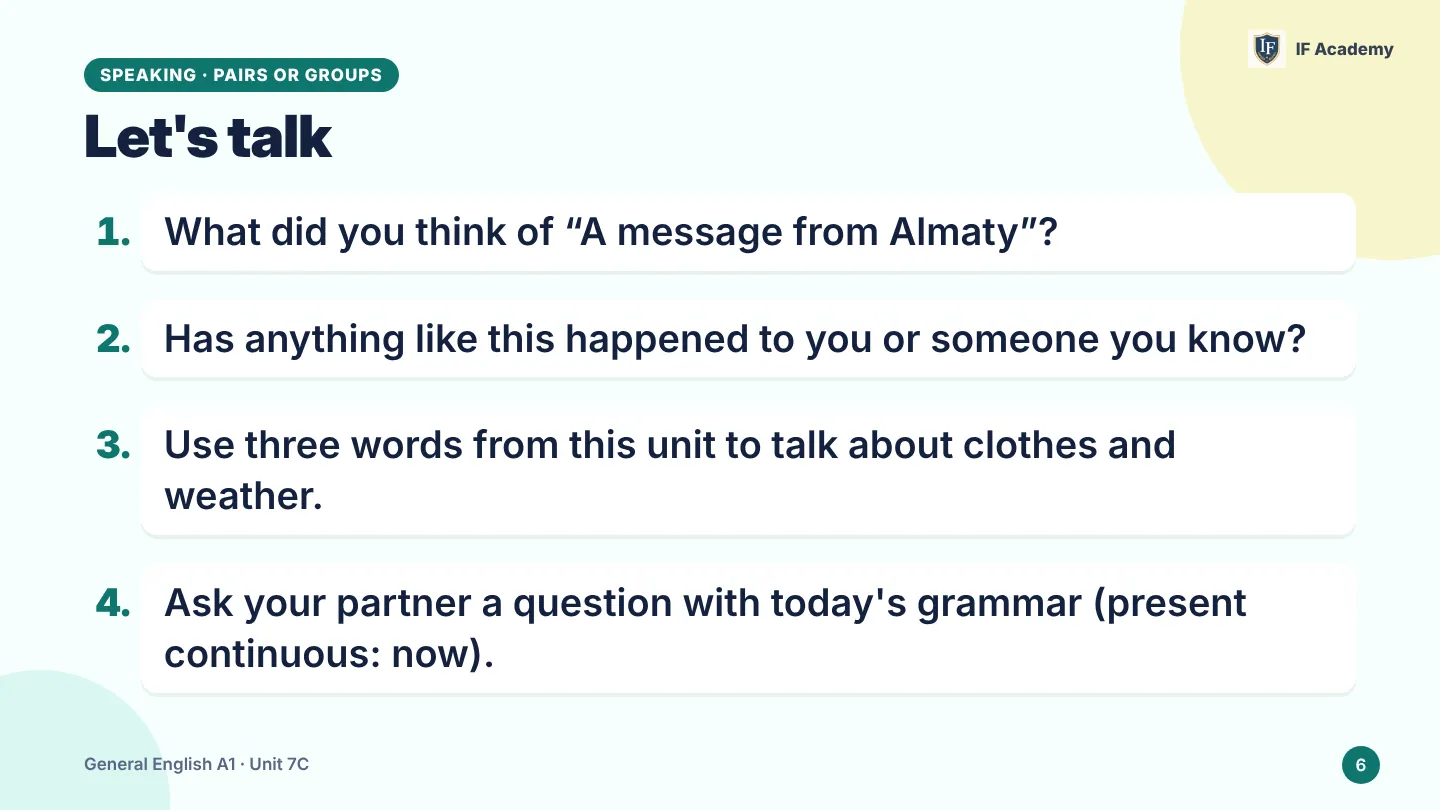 IF Academy
SPEAKING · PAIRS OR GROUPS
Let's talk
1. What did you think of “A message from Almaty”?
2. Has anything like this happened to you or someone you know?
3. Use three words from this unit to talk about clothes and
weather.
4. Ask your partner a question with today's grammar (present
continuous: now).
General English A1 · Unit 7C
6